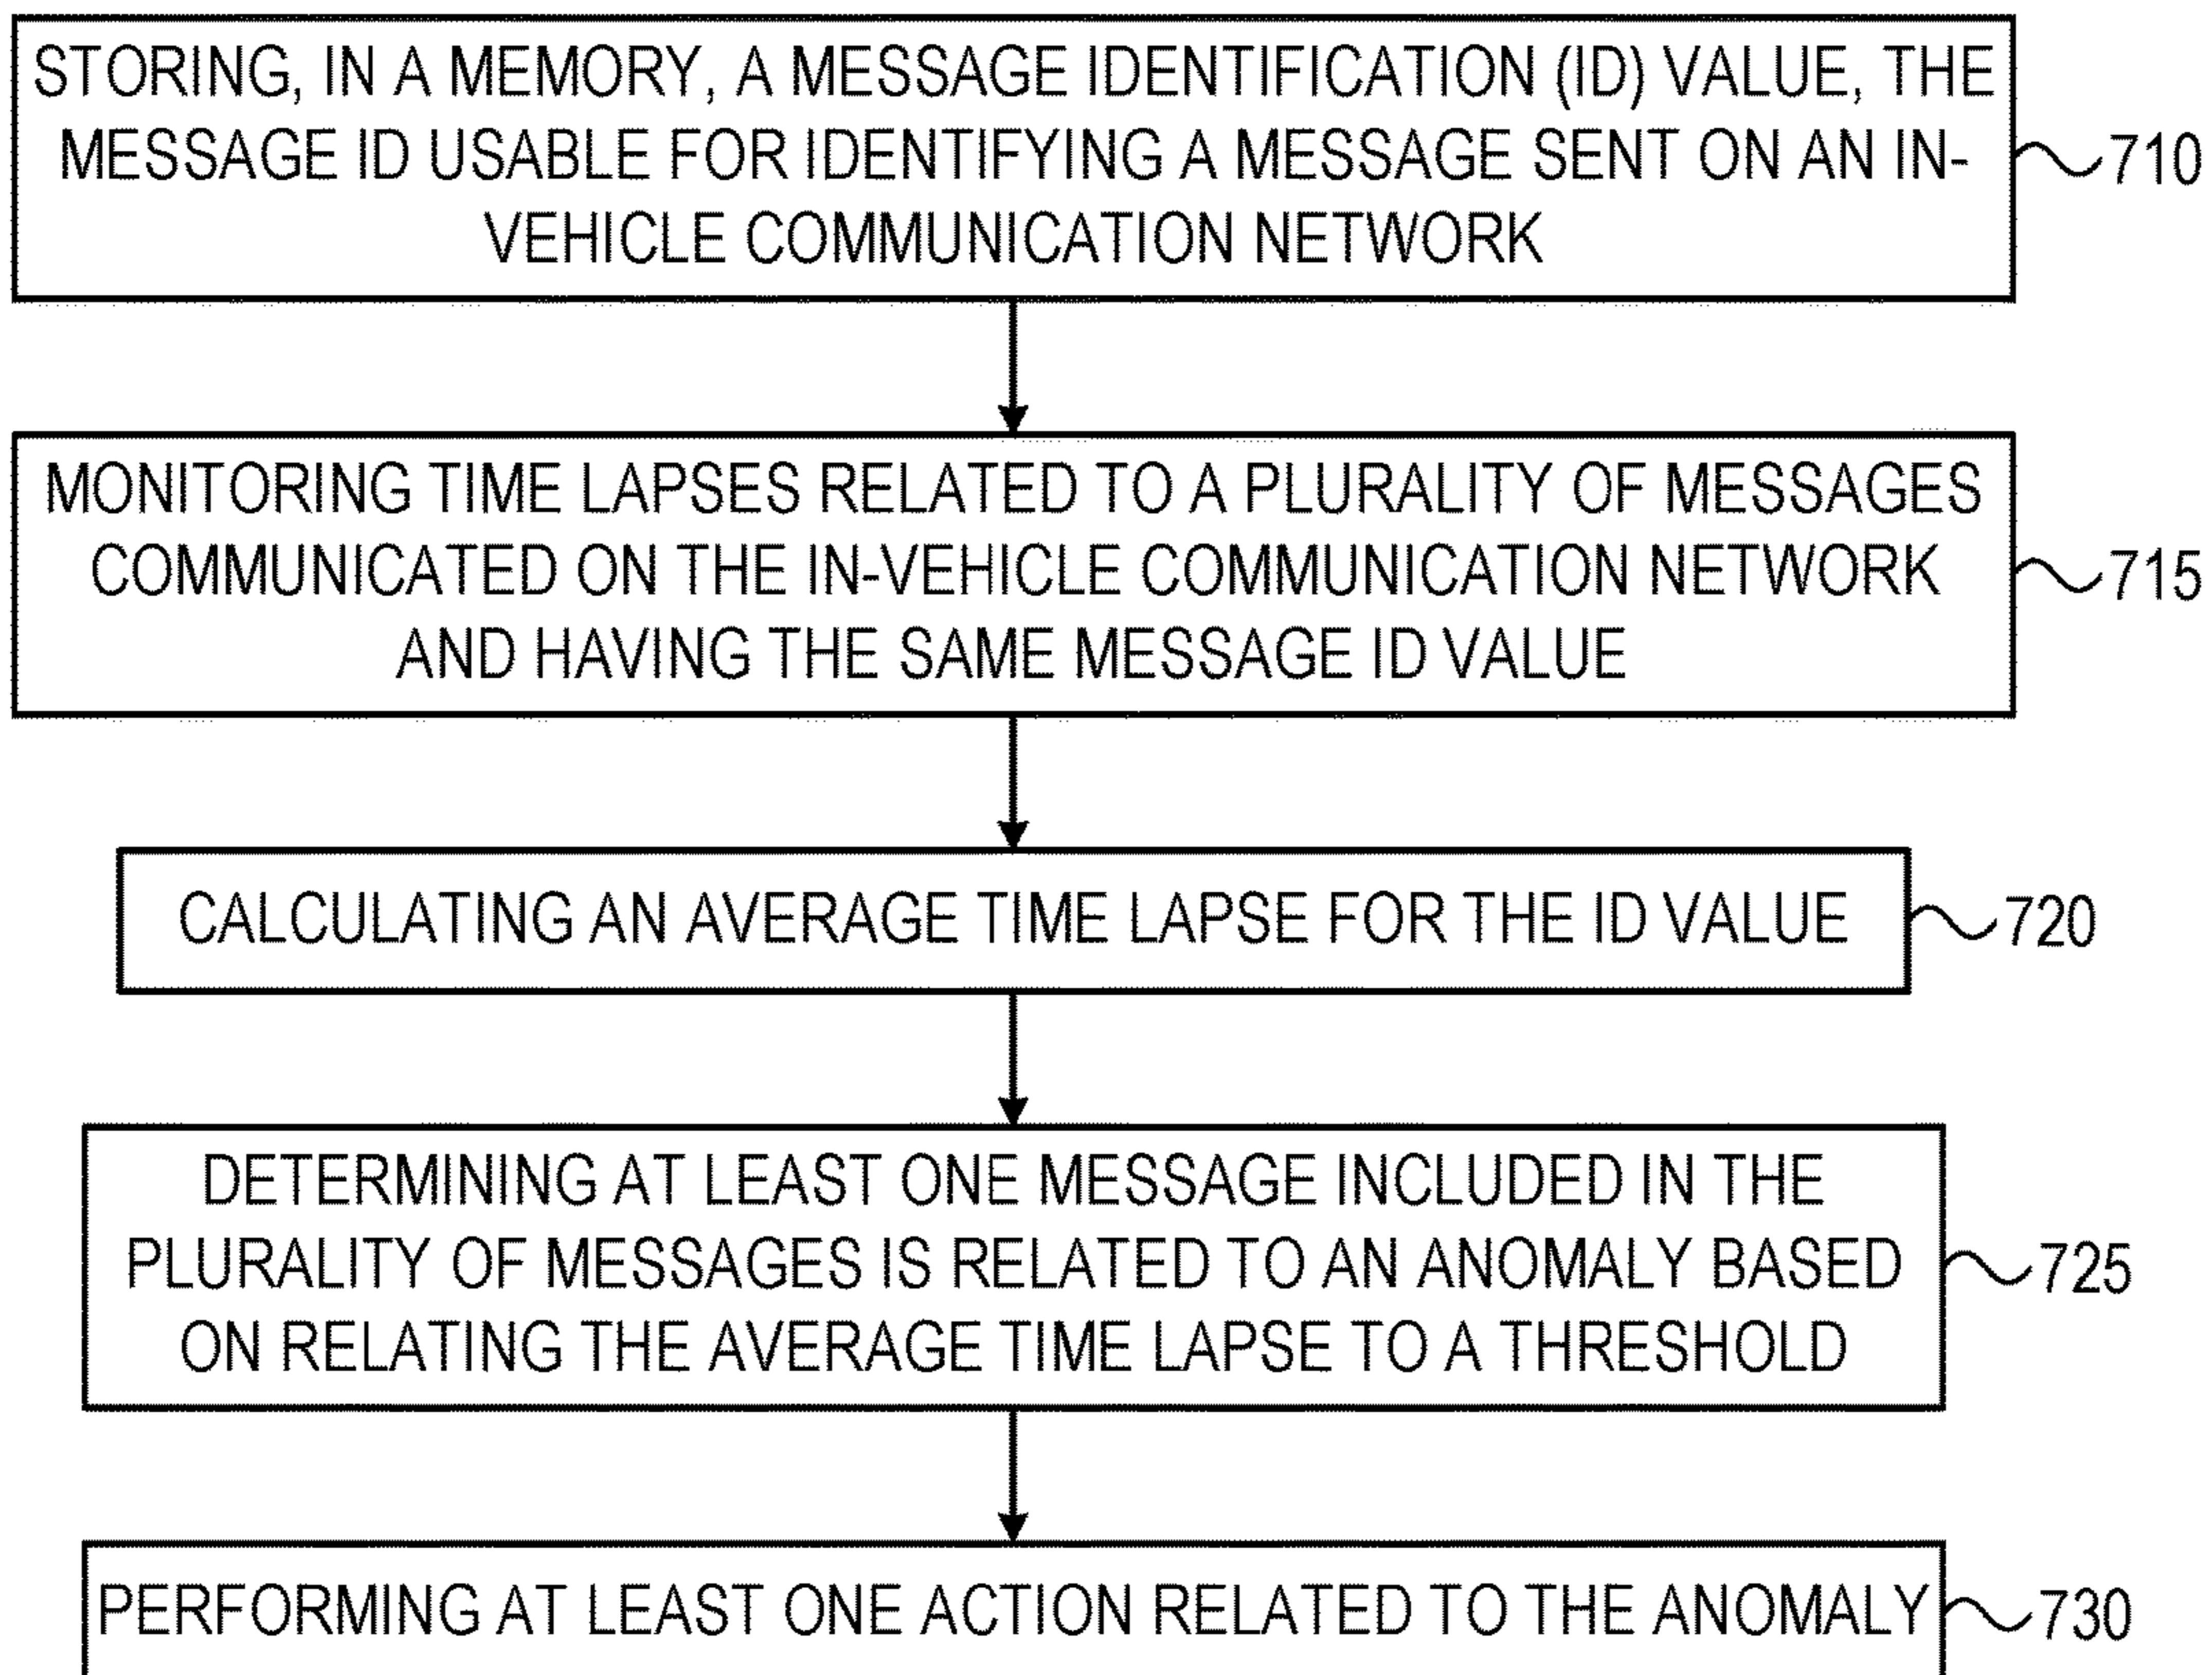 STORING, IN A MEMORY, A MESSAGE IDENTIFICATION (ID) VALUE, THE
MESSAGE ID USABLE FOR IDENTIFYING A MESSAGE SENT ON AN IN-
VEHICLE COMMUNICATION NETWORK
710
MONITORING TIME LAPSES RELATED TO A PLURALITY OF MESSAGES
COMMUNICATED ON THE IN-VEHICLE COMMUNICATION NETWORK
AND HAVING THE SAME MESSAGE ID VALUE
715
CALCULATING AN AVERAGE TIME LAPSE FOR THE ID VALUE
720
DETERMINING AT LEAST ONE MESSAGE INCLUDED IN THE
PLURALITY OF MESSAGES IS RELATED TO AN ANOMALY BASED
ON RELATING THE AVERAGE TIME LAPSE TO A THRESHOLD
725
PERFORMING AT LEAST ONE ACTION RELATED TO THE ANOMALY
730